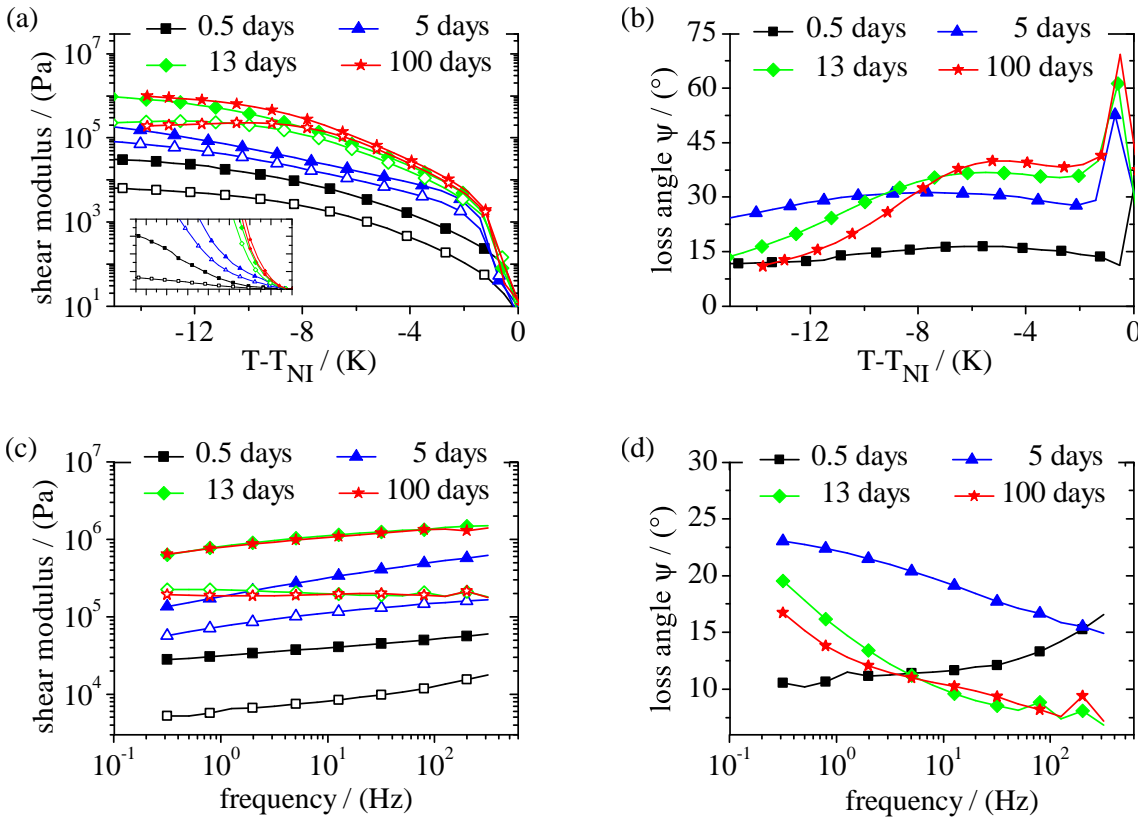 (a)
0.5 days
5 days
13 days
100 days
shear modulus / (Pa)
10^7
10^5
10^3
10^1
-12
-8
-4
0
T-T_NI / (K)
(b)
0.5 days
5 days
13 days
100 days
loss angle ψ / (°)
75
60
45
30
15
0
-12
-8
-4
0
T-T_NI / (K)
(c)
0.5 days
5 days
13 days
100 days
shear modulus / (Pa)
10^7
10^6
10^5
10^4
10^-1
10^0
10^1
10^2
frequency / (Hz)
(d)
0.5 days
5 days
13 days
100 days
loss angle ψ / (°)
30
25
20
15
10
10^-1
10^0
10^1
10^2
frequency / (Hz)